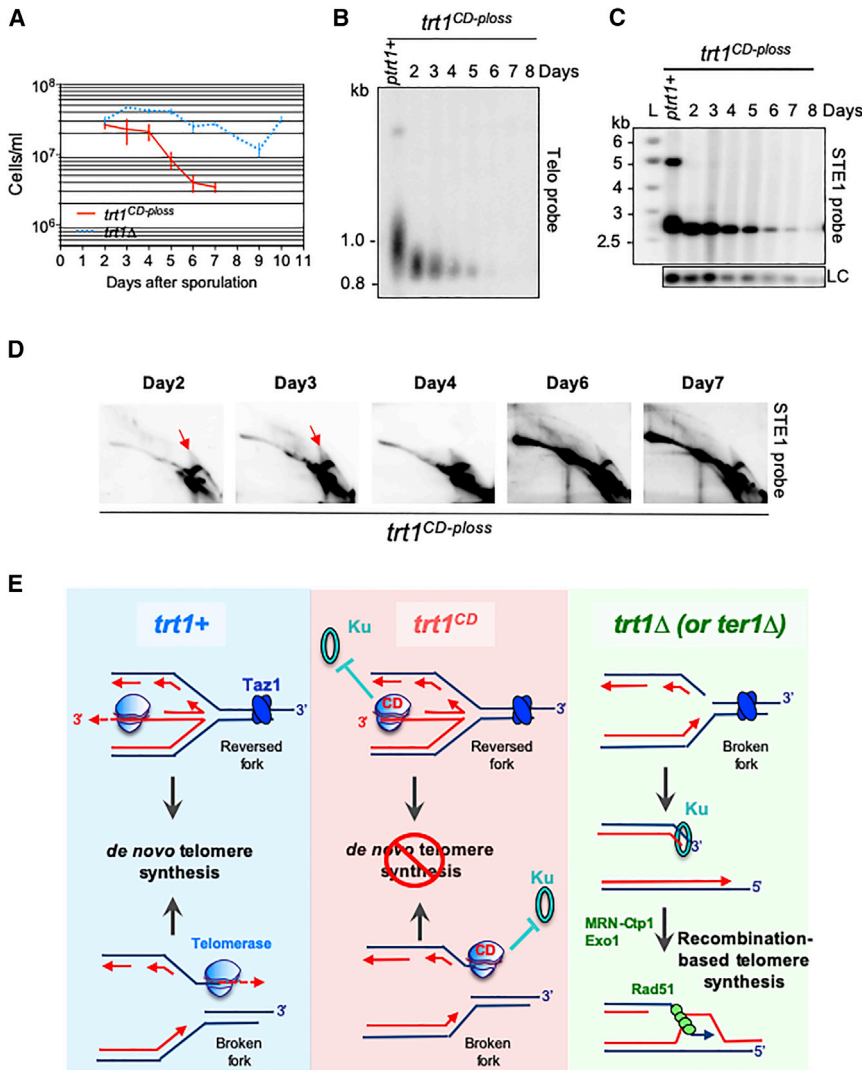 A
10⁸
10⁷
10⁶
Cells/ml
trt1^CD-ploss
trt1Δ
0 1 2 3 4 5 6 7 8 9 10 11
Days after sporulation
B
trt1^CD-ploss
ptrt1+
2 3 4 5 6 7 8 Days
kb
1.0
0.8
Telo probe
C
trt1^CD-ploss
L
ptrt1+
2 3 4 5 6 7 8
Days
kb
6
5
4
3
2.5
STE1 probe
LC
D
Day2 Day3 Day4 Day6 Day7
STE1 probe
trt1^CD-ploss
E
trt1+
Taz1
3'
3'
Reversed
fork
de novo telomere
synthesis
Telomerase
3'
Broken
fork
trt1^CD
Ku
CD
3'
3'
Reversed
fork
de novo telomere
synthesis
Ku
CD
3'
Broken
fork
trt1Δ (or ter1Δ)
3'
Broken
fork
Ku
3'
5'
MRN-Ctp1
Exo1
Recombination-
based telomere
synthesis
Rad51
5'